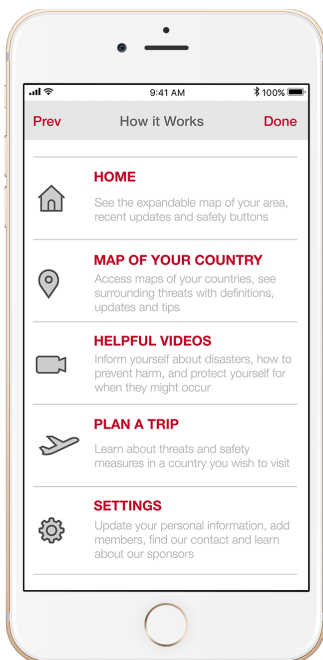 9:41 AM
100%
Prev
How it Works
Done
HOME
See the expandable map of your area,
recent updates and safety buttons
MAP OF YOUR COUNTRY
Access maps of your countries, see
surrounding threats with definitions,
updates and tips
HELPFUL VIDEOS
Inform yourself about disasters, how to
prevent harm, and protect yourself for
when they might occur
PLAN A TRIP
Learn about threats and safety
measures in a country you wish to visit
SETTINGS
Update your personal information, add
members, find our contact and learn
about our sponsors